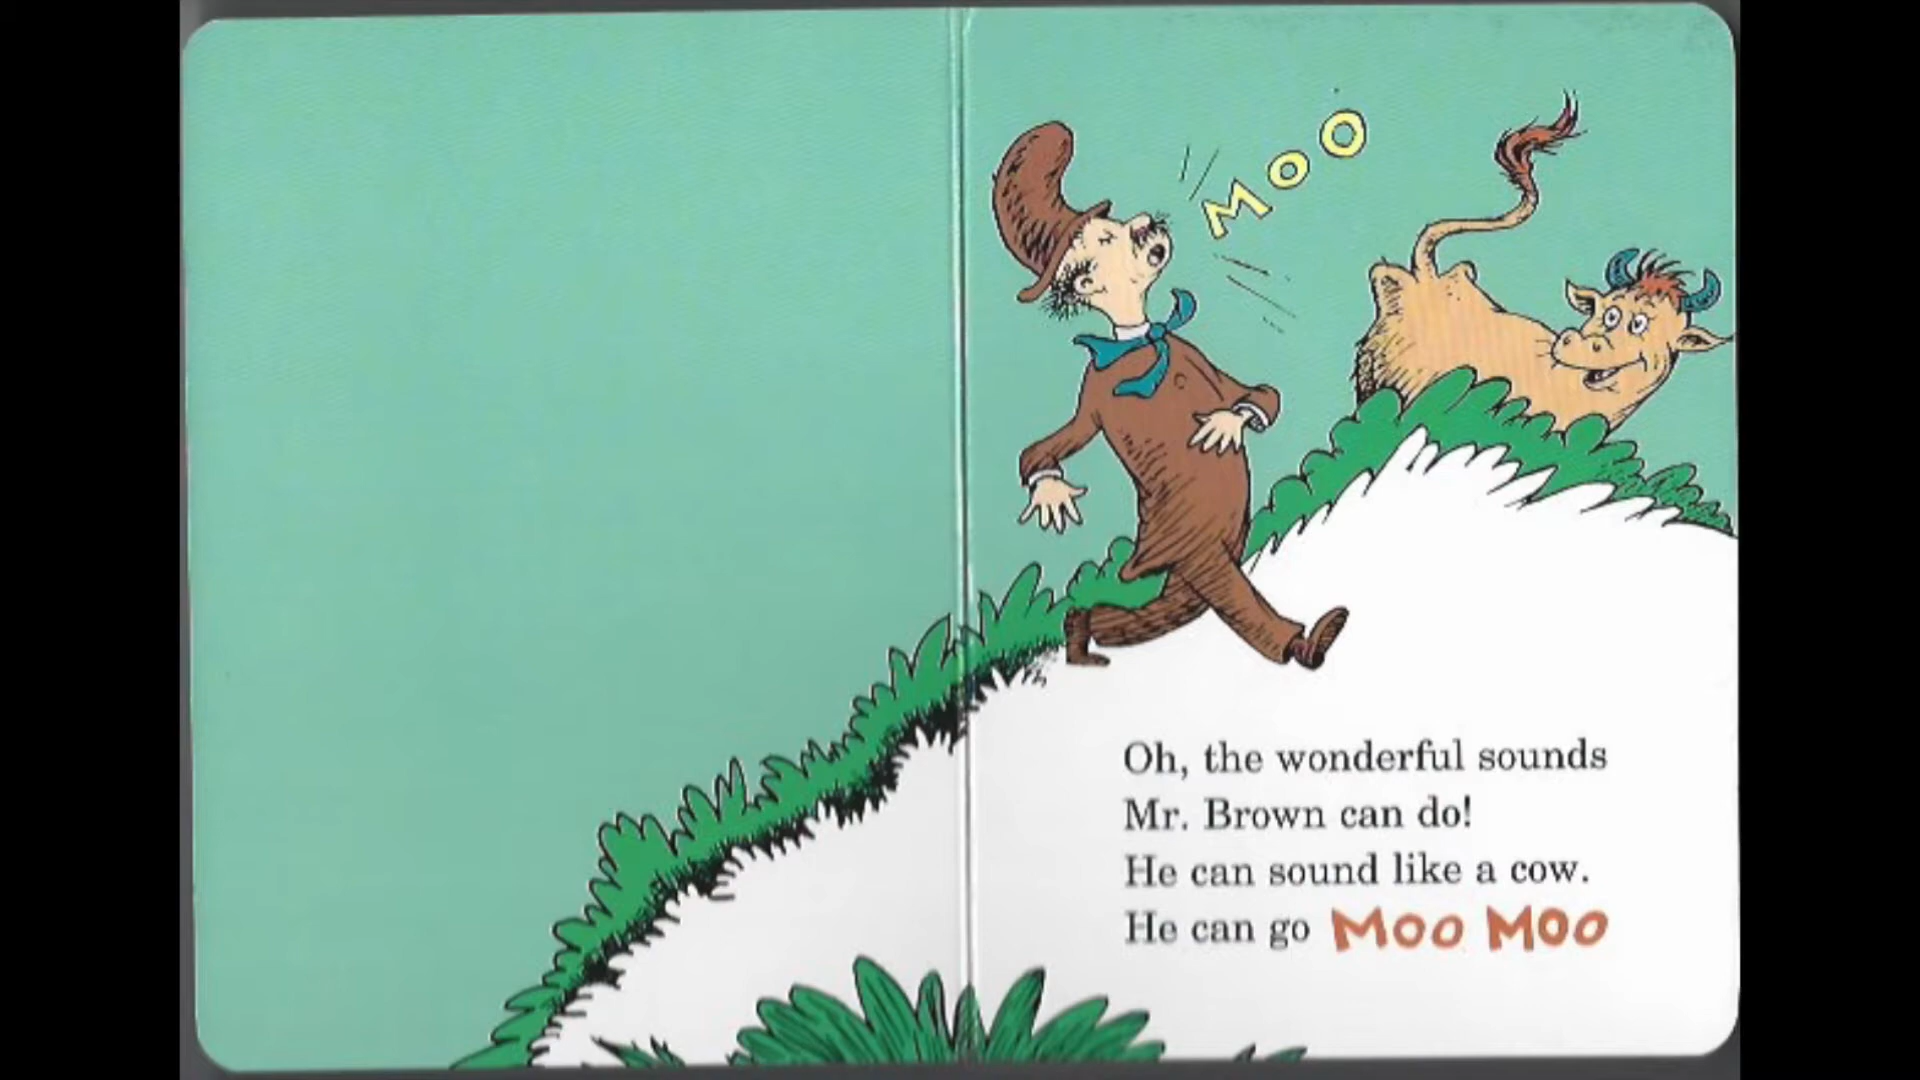 MOO
Oh, the wonderful sounds
Mr. Brown can do!
He can sound like a cow.
He can go MOO MOO